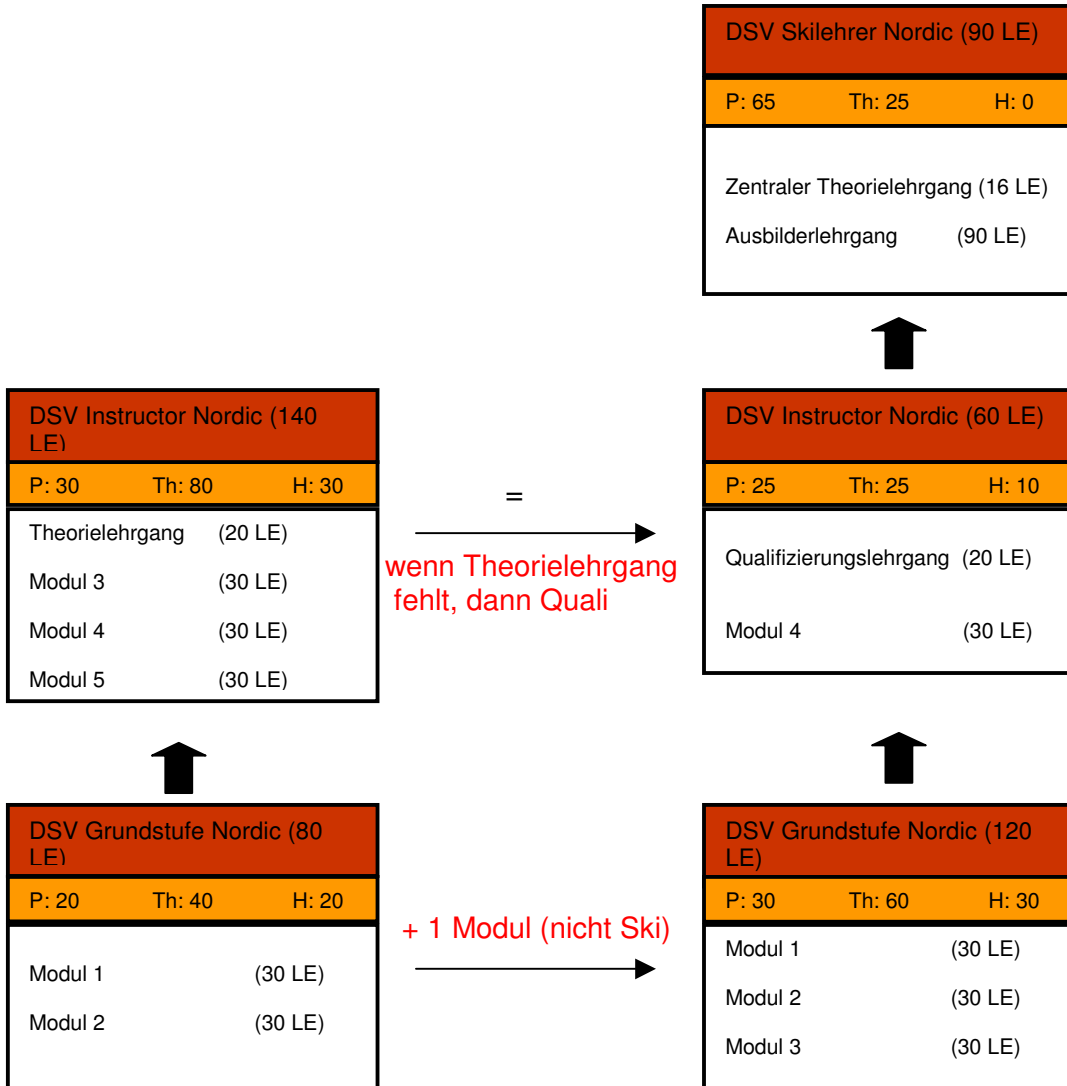 DSV Skilehrer Nordic (90 LE)
P: 65 Th: 25 H: 0
Zentraler Theorielehrgang (16 LE)
Ausbilderlehrgang (90 LE)
DSV Instructor Nordic (140
LE)
P: 30 Th: 80 H: 30
Theorielehrgang (20 LE)
Modul 3 (30 LE)
Modul 4 (30 LE)
Modul 5 (30 LE)
=
wenn Theorielehrgang
fehlt, dann Quali
DSV Instructor Nordic (60 LE)
P: 25 Th: 25 H: 10
Qualifizierungslehrgang (20 LE)
Modul 4 (30 LE)
DSV Grundstufe Nordic (80
LE)
P: 20 Th: 40 H: 20
Modul 1 (30 LE)
Modul 2 (30 LE)
+ 1 Modul (nicht Ski)
DSV Grundstufe Nordic (120
LE)
P: 30 Th: 60 H: 30
Modul 1 (30 LE)
Modul 2 (30 LE)
Modul 3 (30 LE)